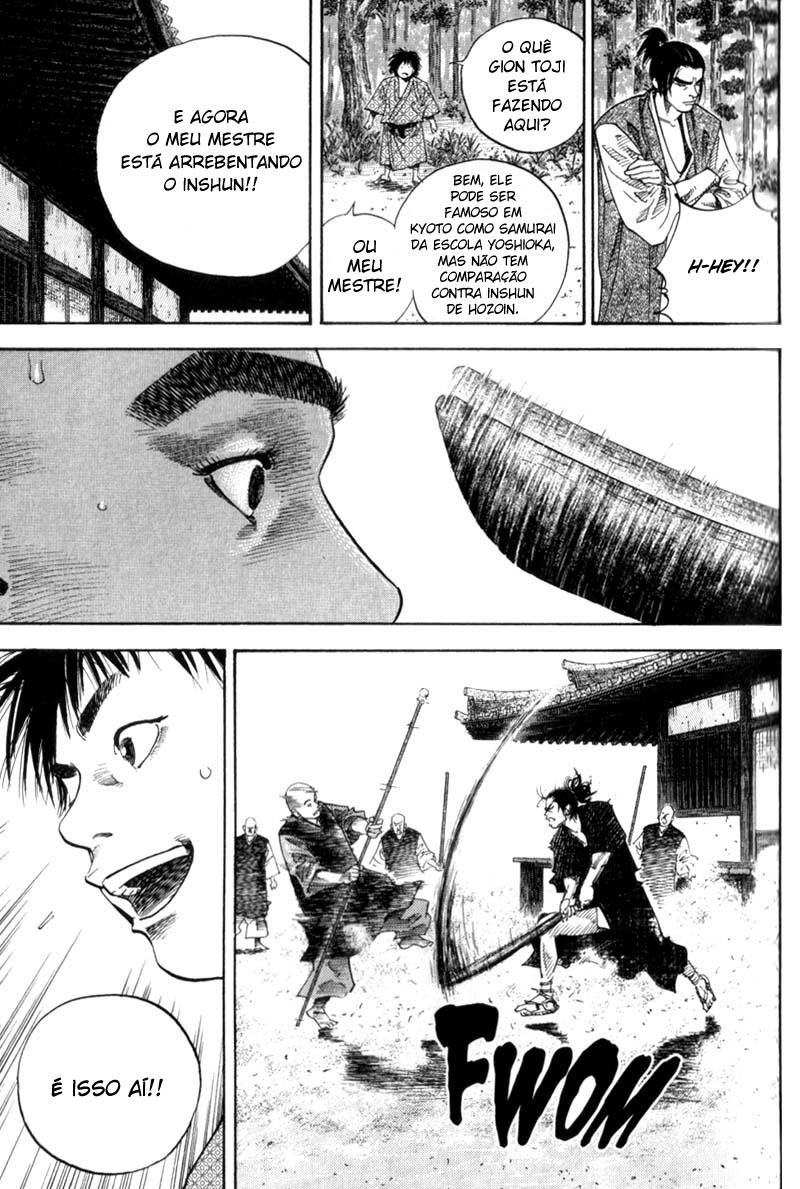 H-HEY!!
O QUÊ
GION TOJI
ESTÁ
FAZENDO
AQUI?
BEM, ELE
PODE SER
FAMOSO EM
KYOTO COMO SAMURAI
DA ESCOLA YOSHIOKA,
MAS NÃO TEM
COMPARAÇÃO
CONTRA INSHUN
DE HOZOIN.
OU
MEU
MESTRE!
E AGORA
O MEU MESTRE
ESTÁ ARREBENTANDO
O INSHUN!!
FWOM
É ISSO AÍ!!